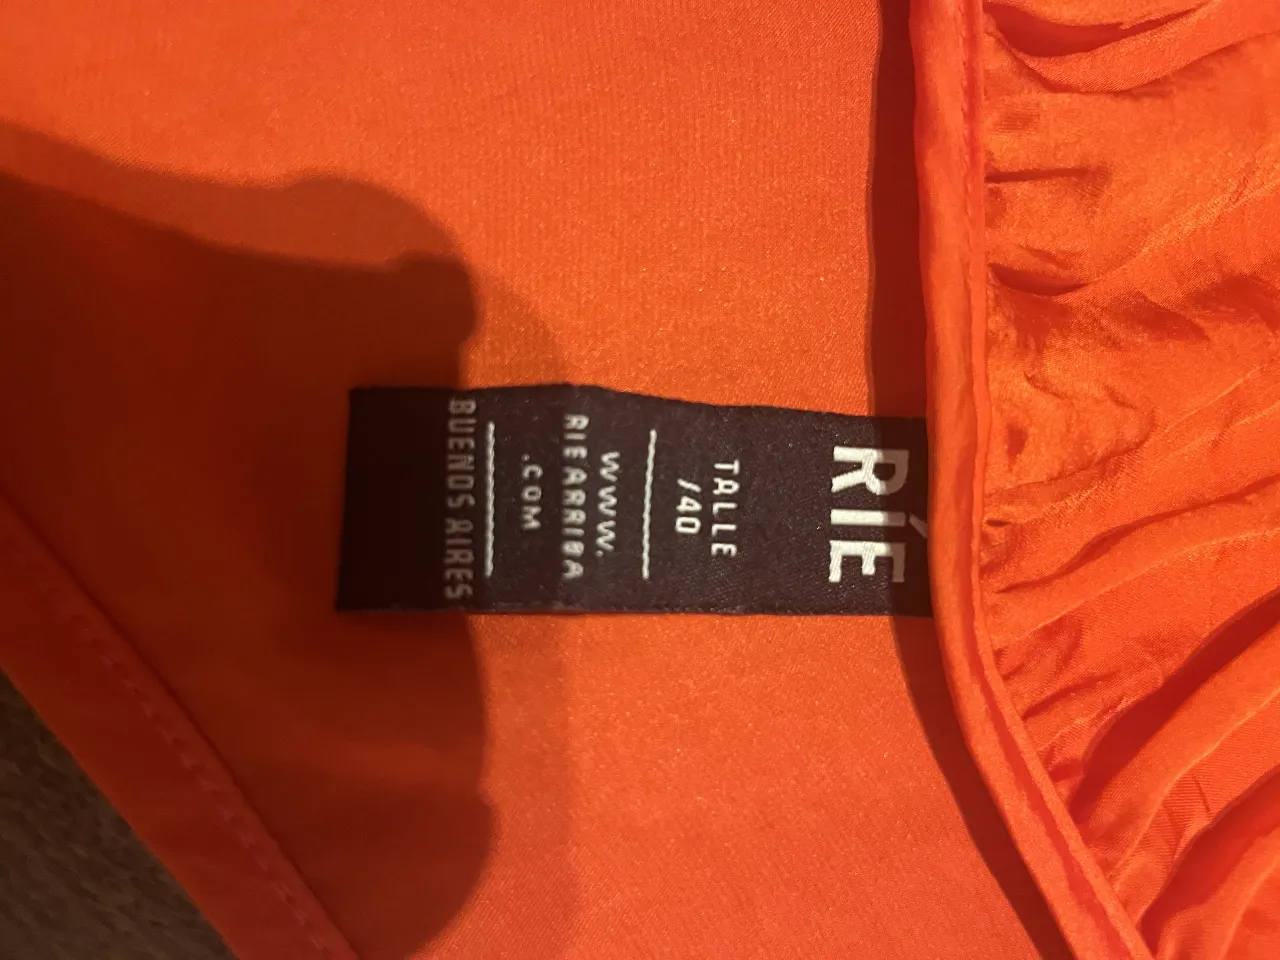 RÍE
TALLE
/40
WWW.
RIEARRIBA
.COM
BUENOS AIRES